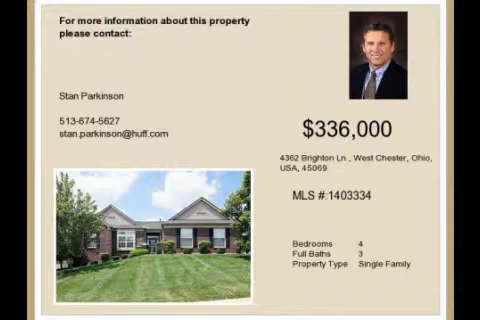 For more information about this property
please contact:
Stan Parkinson
513-674-5627
stan.parkinson@huff.com
$336,000
4362 Brighton Ln , West Chester, Ohio,
USA, 45069
MLS #:1403334
Bedrooms 4
Full Baths 3
Property Type Single Family